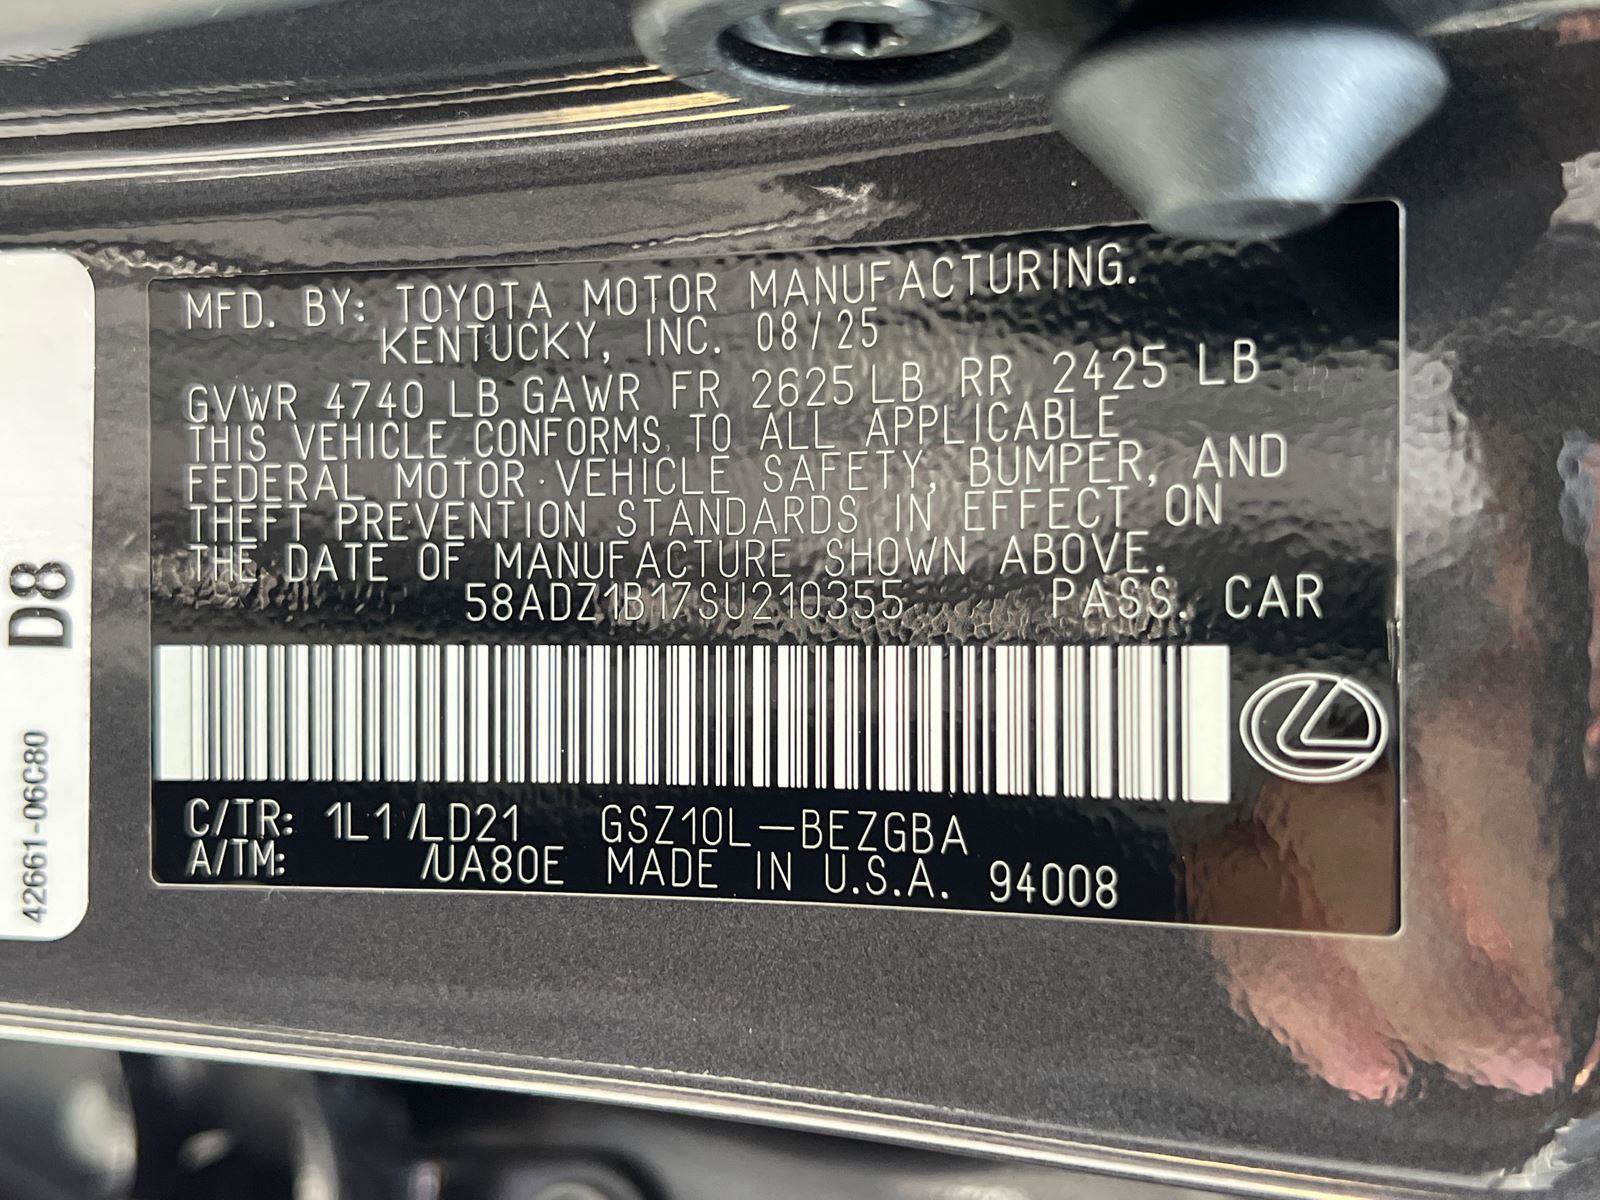 MFD. BY: TOYOTA MOTOR MANUFACTURING.
KENTUCKY, INC. 08/25
GVWR 4740 LB GAWR FR 2625 LB RR 2425 LB
THIS VEHICLE CONFORMS TO ALL APPLICABLE
FEDERAL MOTOR VEHICLE SAFETY, BUMPER, AND
THEFT PREVENTION STANDARDS IN EFFECT ON
THE DATE OF MANUFACTURE SHOWN ABOVE.
58ADZ1B17SU210355 PASS. CAR
C/TR: 1L1/LD21 GSZ10L-BEZGBA
A/TM: /UA80E MADE IN U.S.A. 94008
D8
42661-06C80